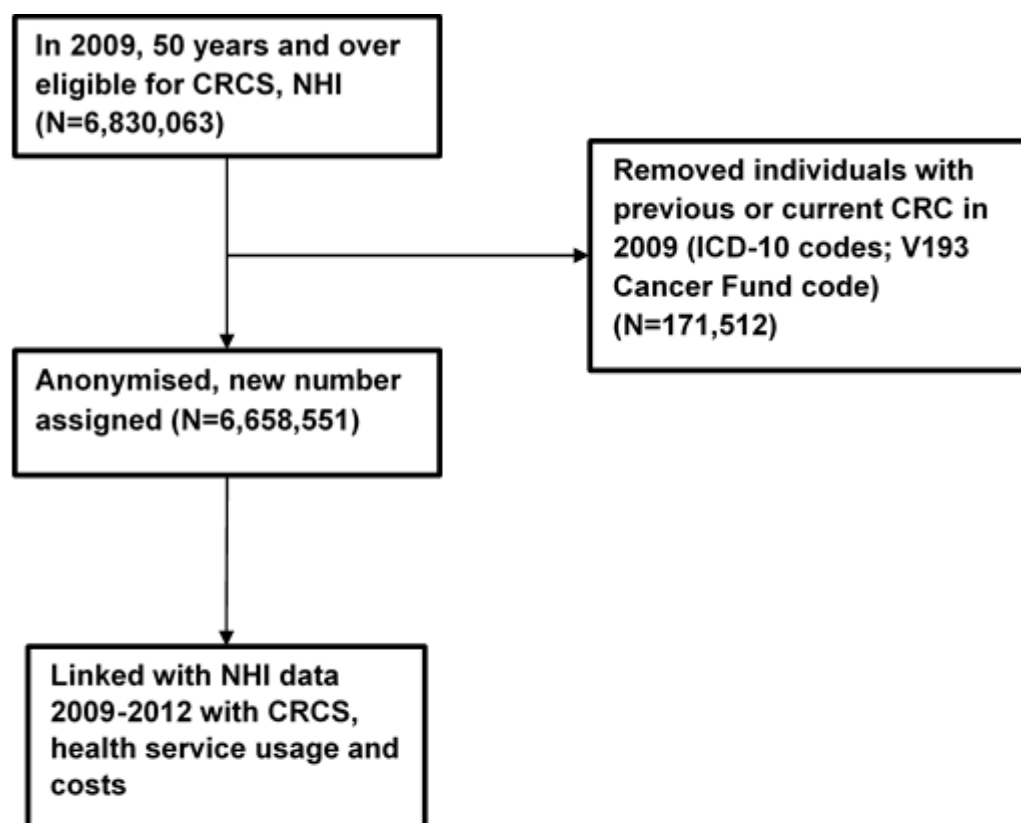 In 2009, 50 years and over
eligible for CRCS, NHI
(N=6,830,063)
Removed individuals with
previous or current CRC in
2009 (ICD-10 codes; V193
Cancer Fund code)
(N=171,512)
Anonymised, new number
assigned (N=6,658,551)
Linked with NHI data
2009-2012 with CRCS,
health service usage and
costs